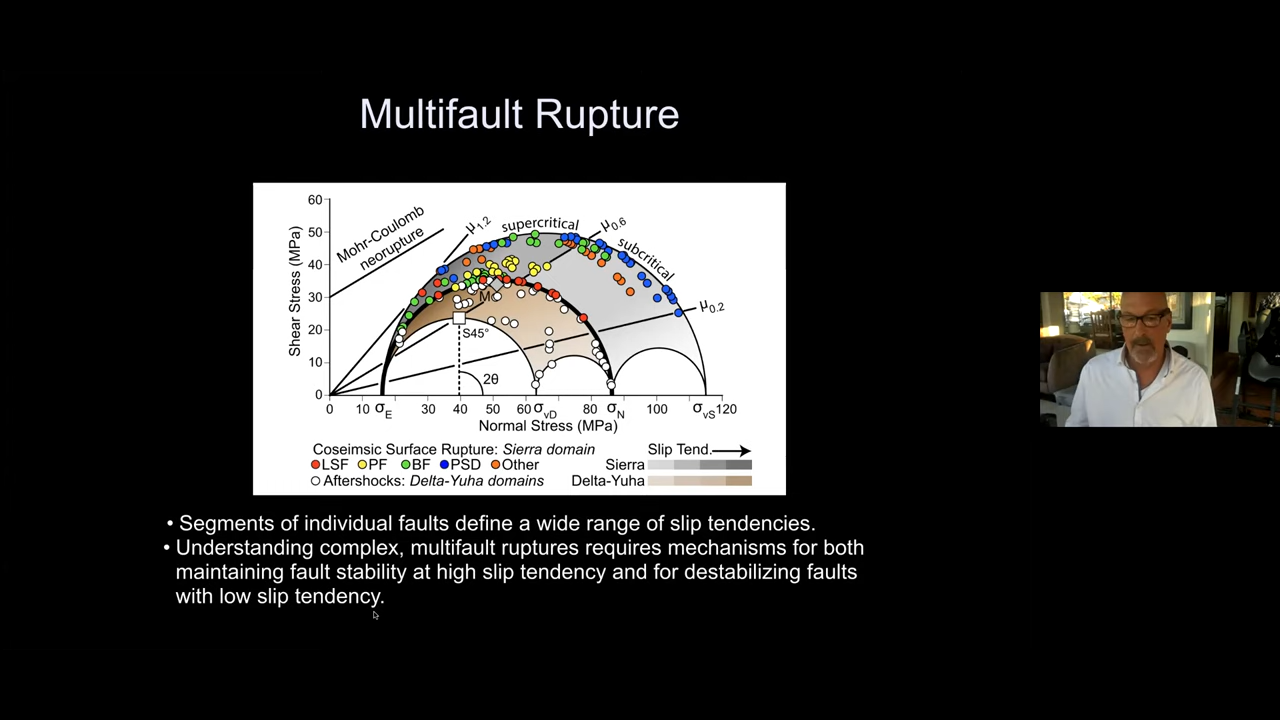 Multifault Rupture
60
50
40
30
20
10
0
Shear Stress (MPa)
Mohr-Coulomb
neorupture
μ1.2
supercritical
μ0.6
subcritical
μ0.2
M
S45°
2θ
0 10 σE 30 40 50 60 σvD 80 σN 100 σvS 120
Normal Stress (MPa)
Coseimsic Surface Rupture: Sierra domain
LSF PF BF PSD Other
Aftershocks: Delta-Yuha domains
Slip Tend.
Sierra
Delta-Yuha
• Segments of individual faults define a wide range of slip tendencies.
• Understanding complex, multifault ruptures requires mechanisms for both
maintaining fault stability at high slip tendency and for destabilizing faults
with low slip tendency.